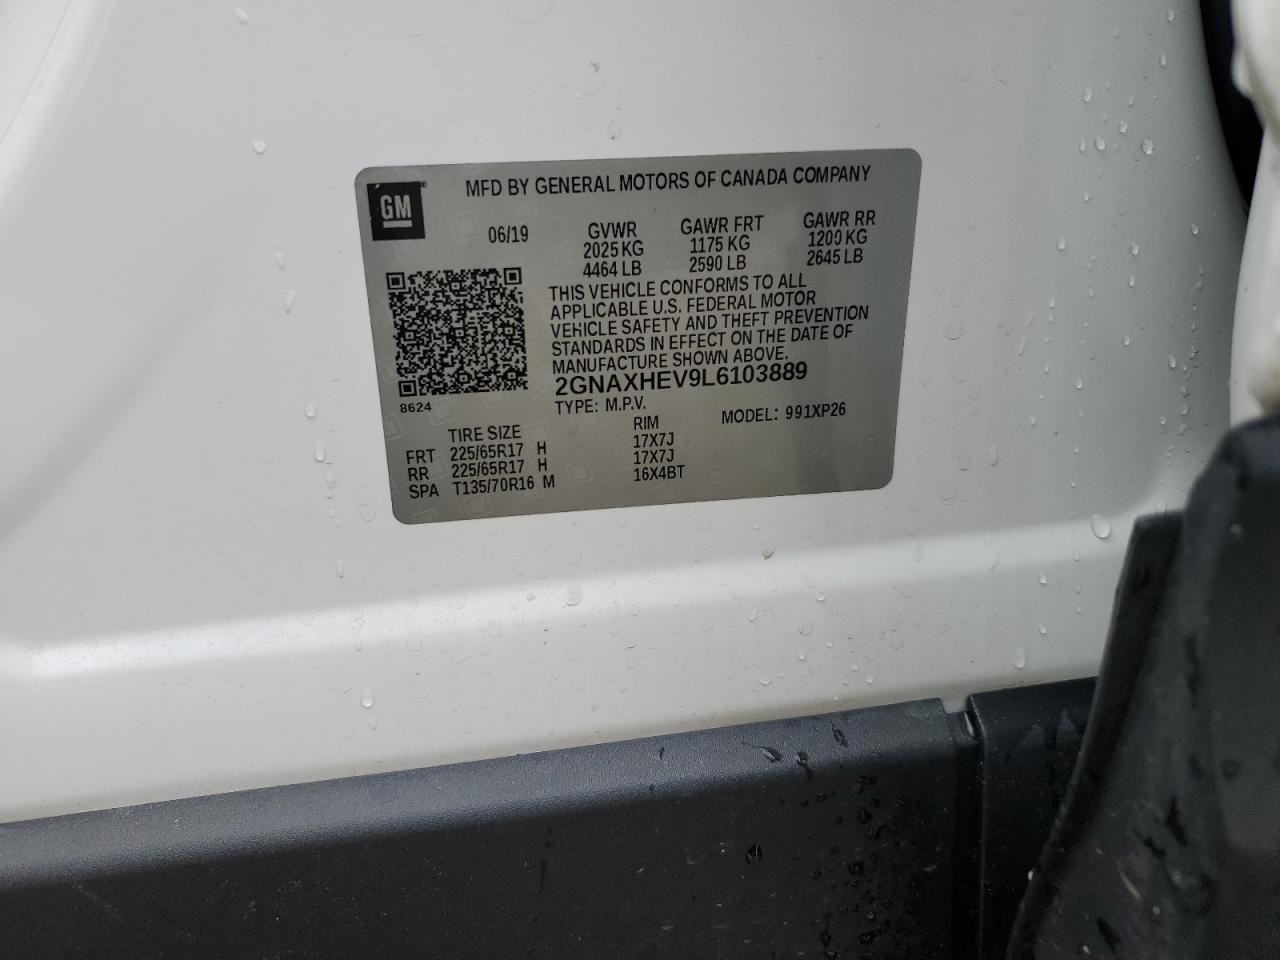 GM
MFD BY GENERAL MOTORS OF CANADA COMPANY
06/19 GVWR GAWR FRT GAWR RR
2025 KG 1175 KG 1200 KG
4464 LB 2590 LB 2645 LB
THIS VEHICLE CONFORMS TO ALL
APPLICABLE U.S. FEDERAL MOTOR
VEHICLE SAFETY AND THEFT PREVENTION
STANDARDS IN EFFECT ON THE DATE OF
MANUFACTURE SHOWN ABOVE.
2GNAXHEV9L6103889
8624
TYPE: M.P.V. MODEL: 991XP26
TIRE SIZE RIM
FRT 225/65R17 H 17X7J
RR 225/65R17 H 17X7J
SPA T135/70R16 M 16X4BT